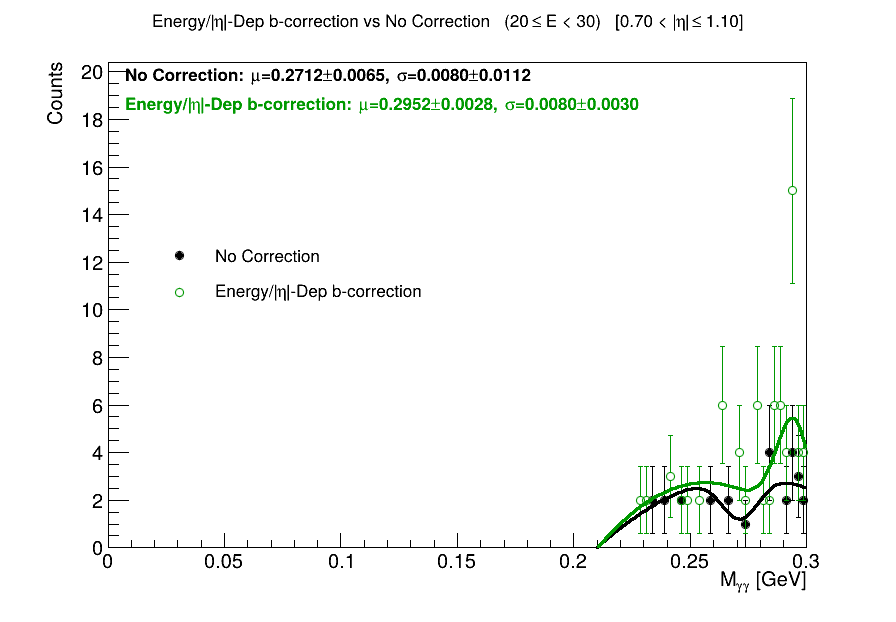 Energy/|η|-Dep b-correction vs No Correction (20 ≤ E < 30) [0.70 < |η| ≤ 1.10]
Counts
No Correction: μ=0.2712±0.0065, σ=0.0080±0.0112
Energy/|η|-Dep b-correction: μ=0.2952±0.0028, σ=0.0080±0.0030
No Correction
Energy/|η|-Dep b-correction
20
18
16
14
12
10
8
6
4
2
0
0 0.05 0.1 0.15 0.2 0.25 0.3
Mγγ [GeV]